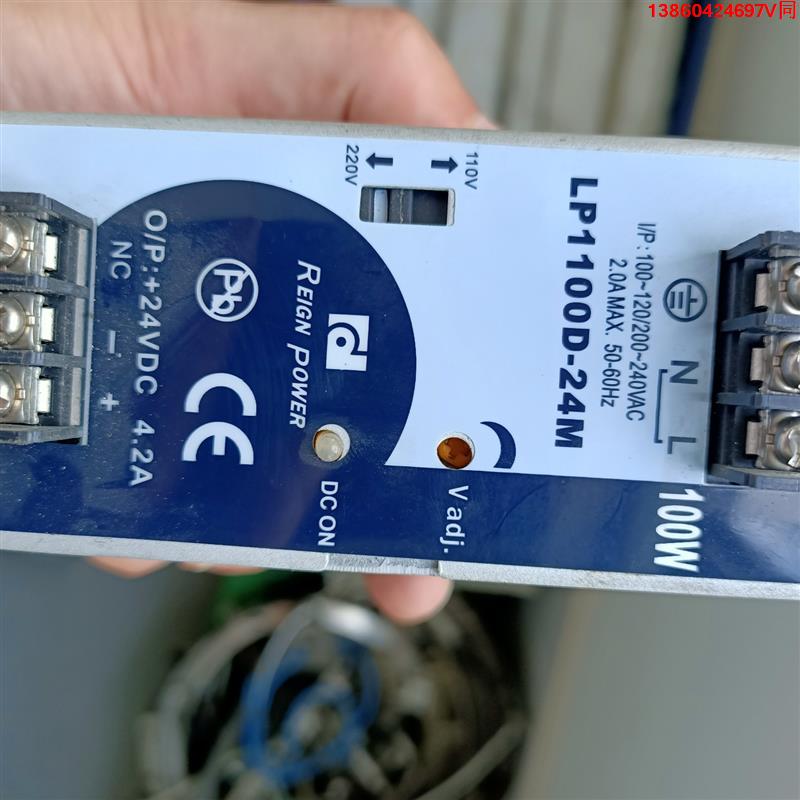 13860424697V同
220V
110V
LP1100D-24M
I/P: 100~120/200~240VAC
2.0A MAX. 50-60Hz
N
L
100W
O/P: +24VDC 4.2A
NC - +
Pb
CE
REIGN POWER
DC ON
V adj.